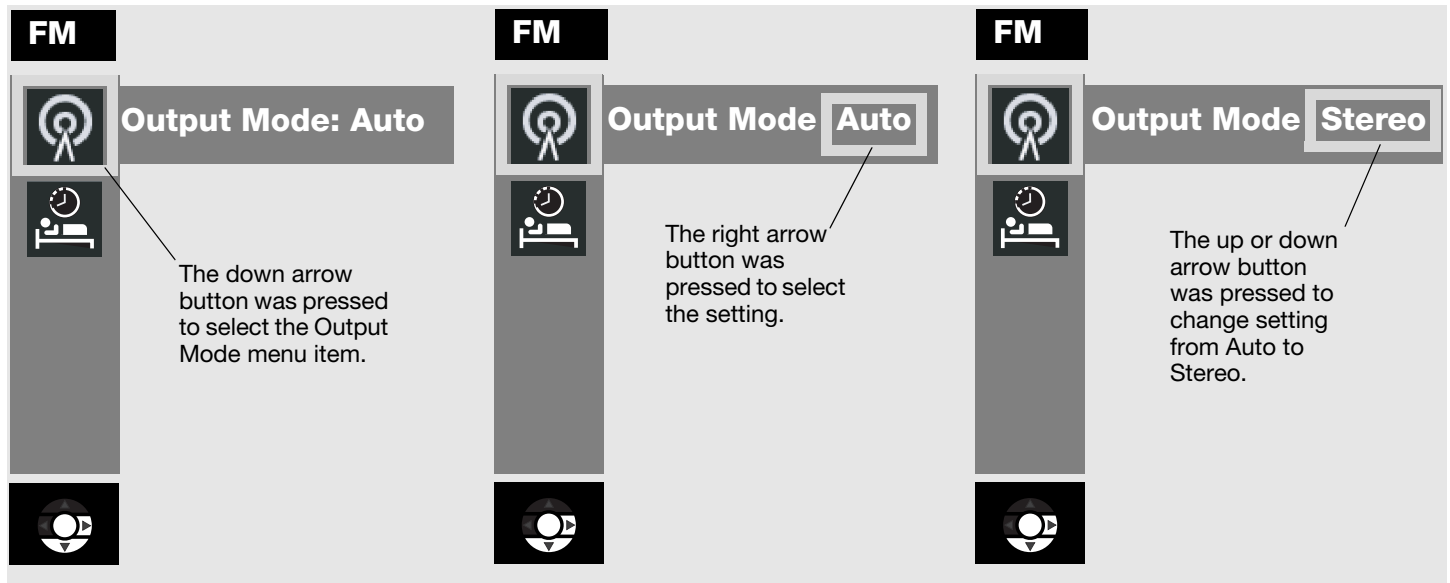 FM
Output Mode: Auto
The down arrow
button was pressed
to select the Output
Mode menu item.
FM
Output Mode Auto
The right arrow
button was
pressed to select
the setting.
FM
Output Mode Stereo
The up or down
arrow button
was pressed to
change setting
from Auto to
Stereo.